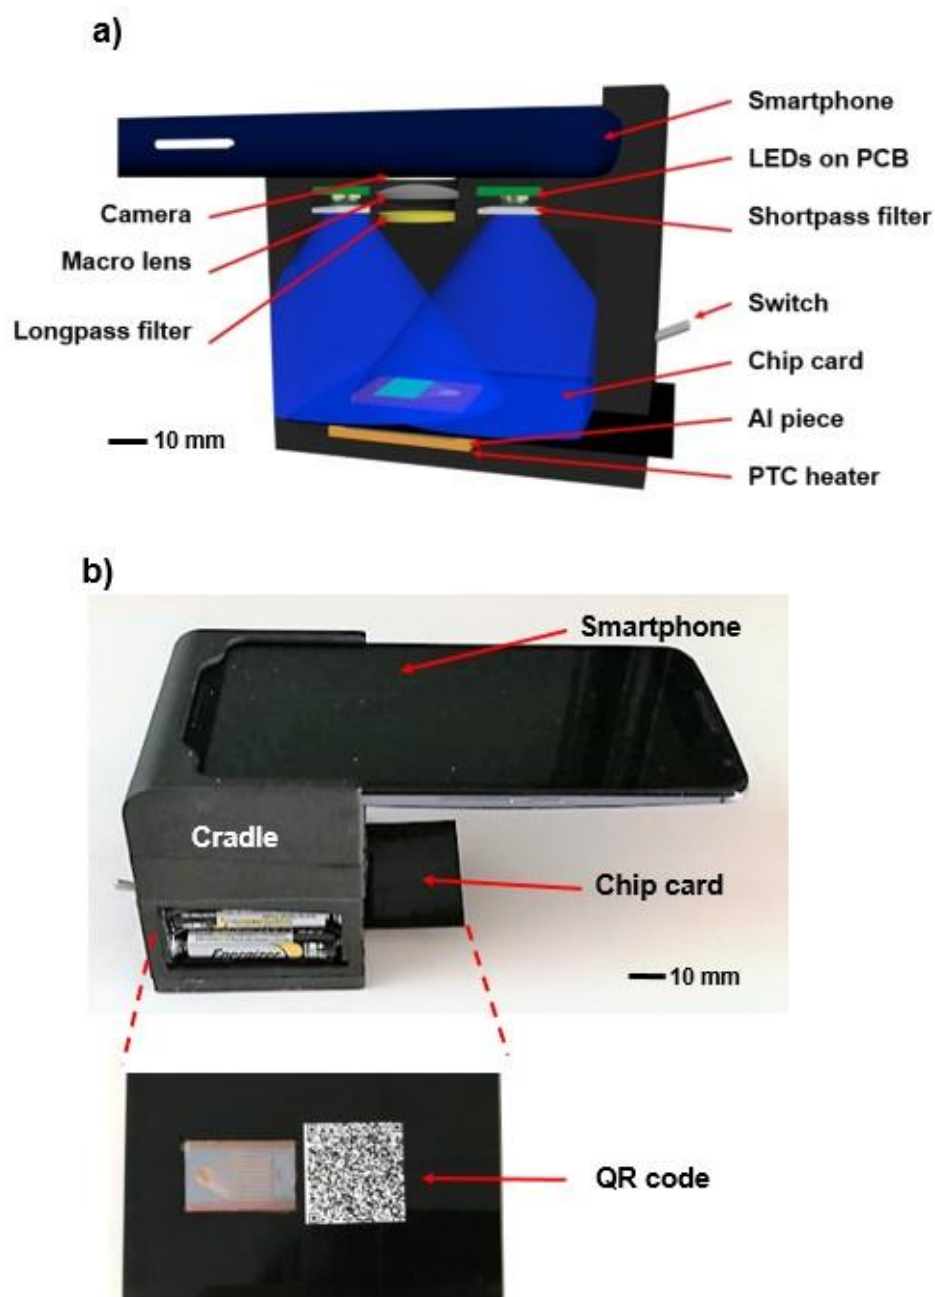 a)
Smartphone
LEDs on PCB
Camera
Shortpass filter
Macro lens
Switch
Longpass filter
Chip card
Al piece
10 mm
PTC heater
b)
Smartphone
Cradle
Chip card
Energizer
10 mm
QR code